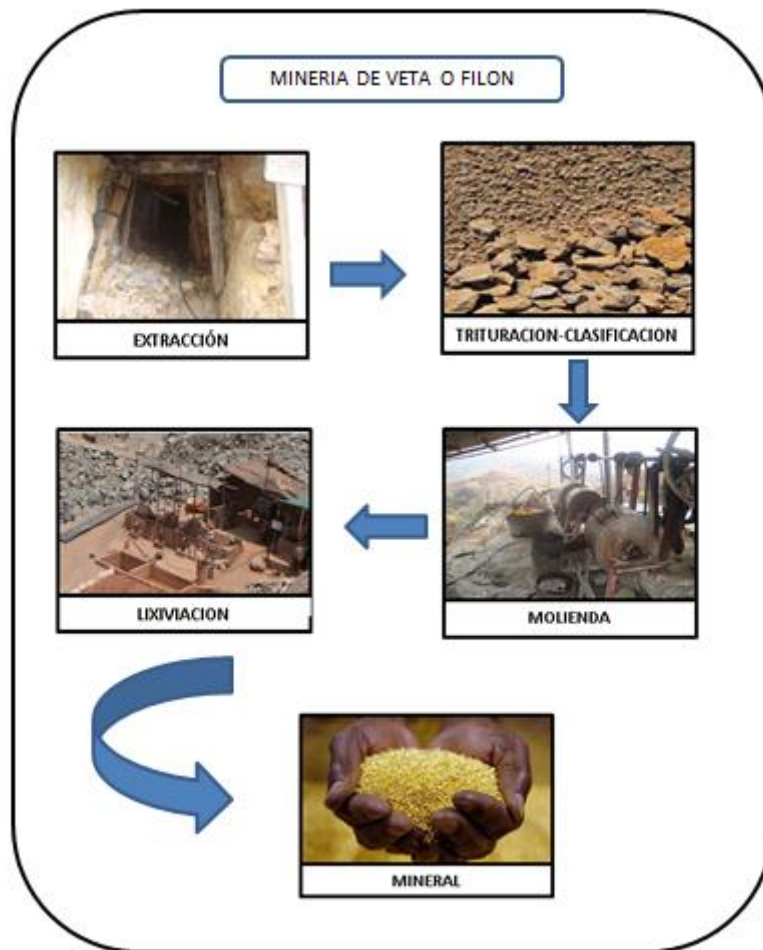 MINERIA DE VETA O FILON
EXTRACCIÓN
TRITURACION-CLASIFICACION
MOLIENDA
LIXIVIACION
MINERAL